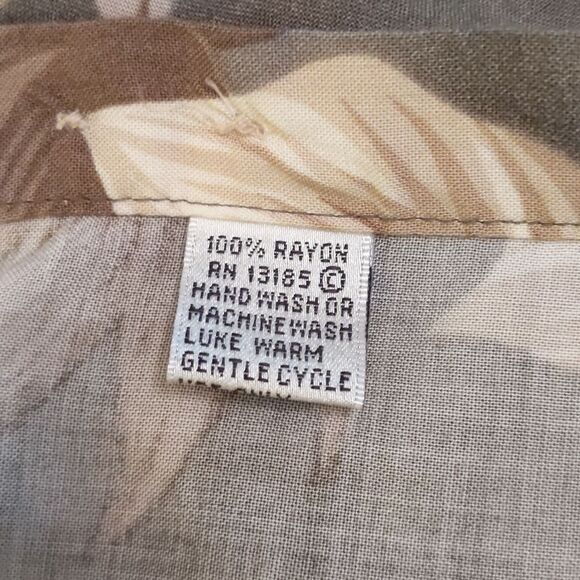 100% RAYON
RN 13185 ©
HAND WASH OR
MACHINE WASH
LUKE WARM
GENTLE CYCLE